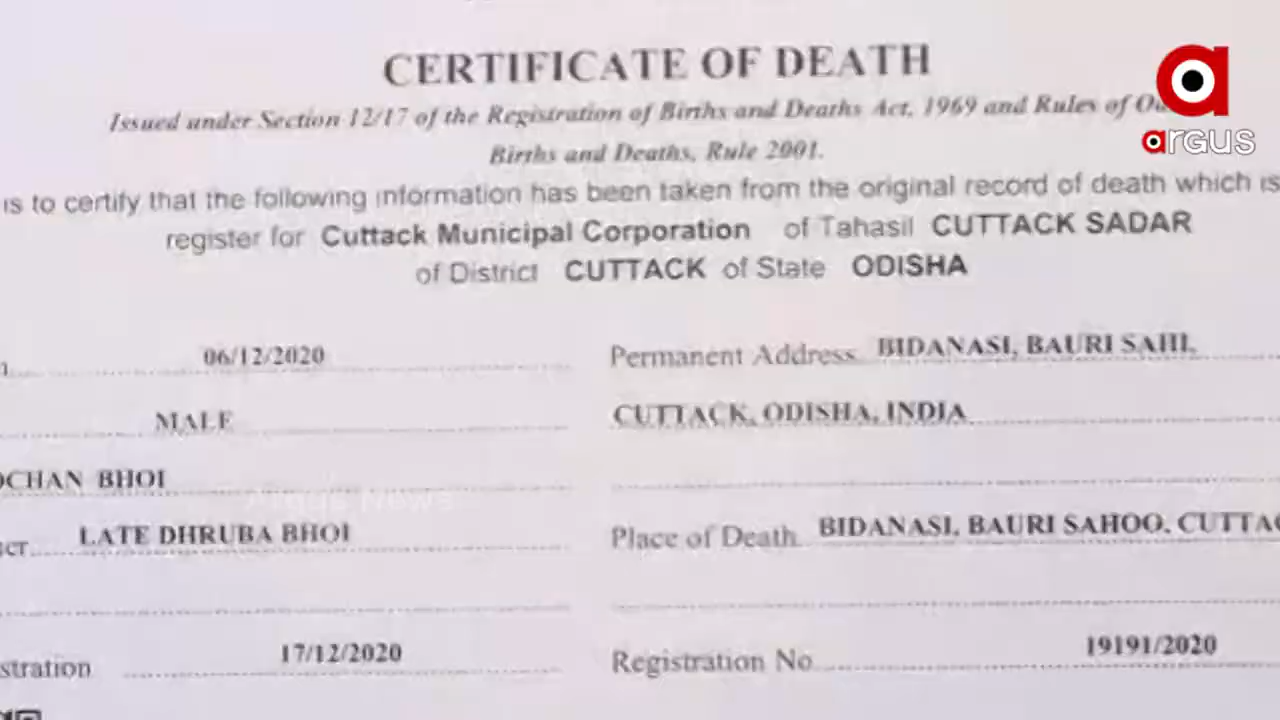 CERTIFICATE OF DEATH
argus
Issued under Section 12/17 of the Registration of Births and Deaths Act, 1969 and Rules of
Births and Deaths, Rule 2001.
is to certify that the following information has been taken from the original record of death which is
register for Cuttack Municipal Corporation of Tahasil CUTTACK SADAR
of District CUTTACK of State ODISHA
06/12/2020 Permanent Address BIDANASI, BAURI SAHI,
MALE CUTTACK, ODISHA, INDIA
OCHAN BHOI
LATE DHRUBA BHOI Place of Death BIDANASI, BAURI SAHOO, CUTTAC
stration 17/12/2020 Registration No 19191/2020